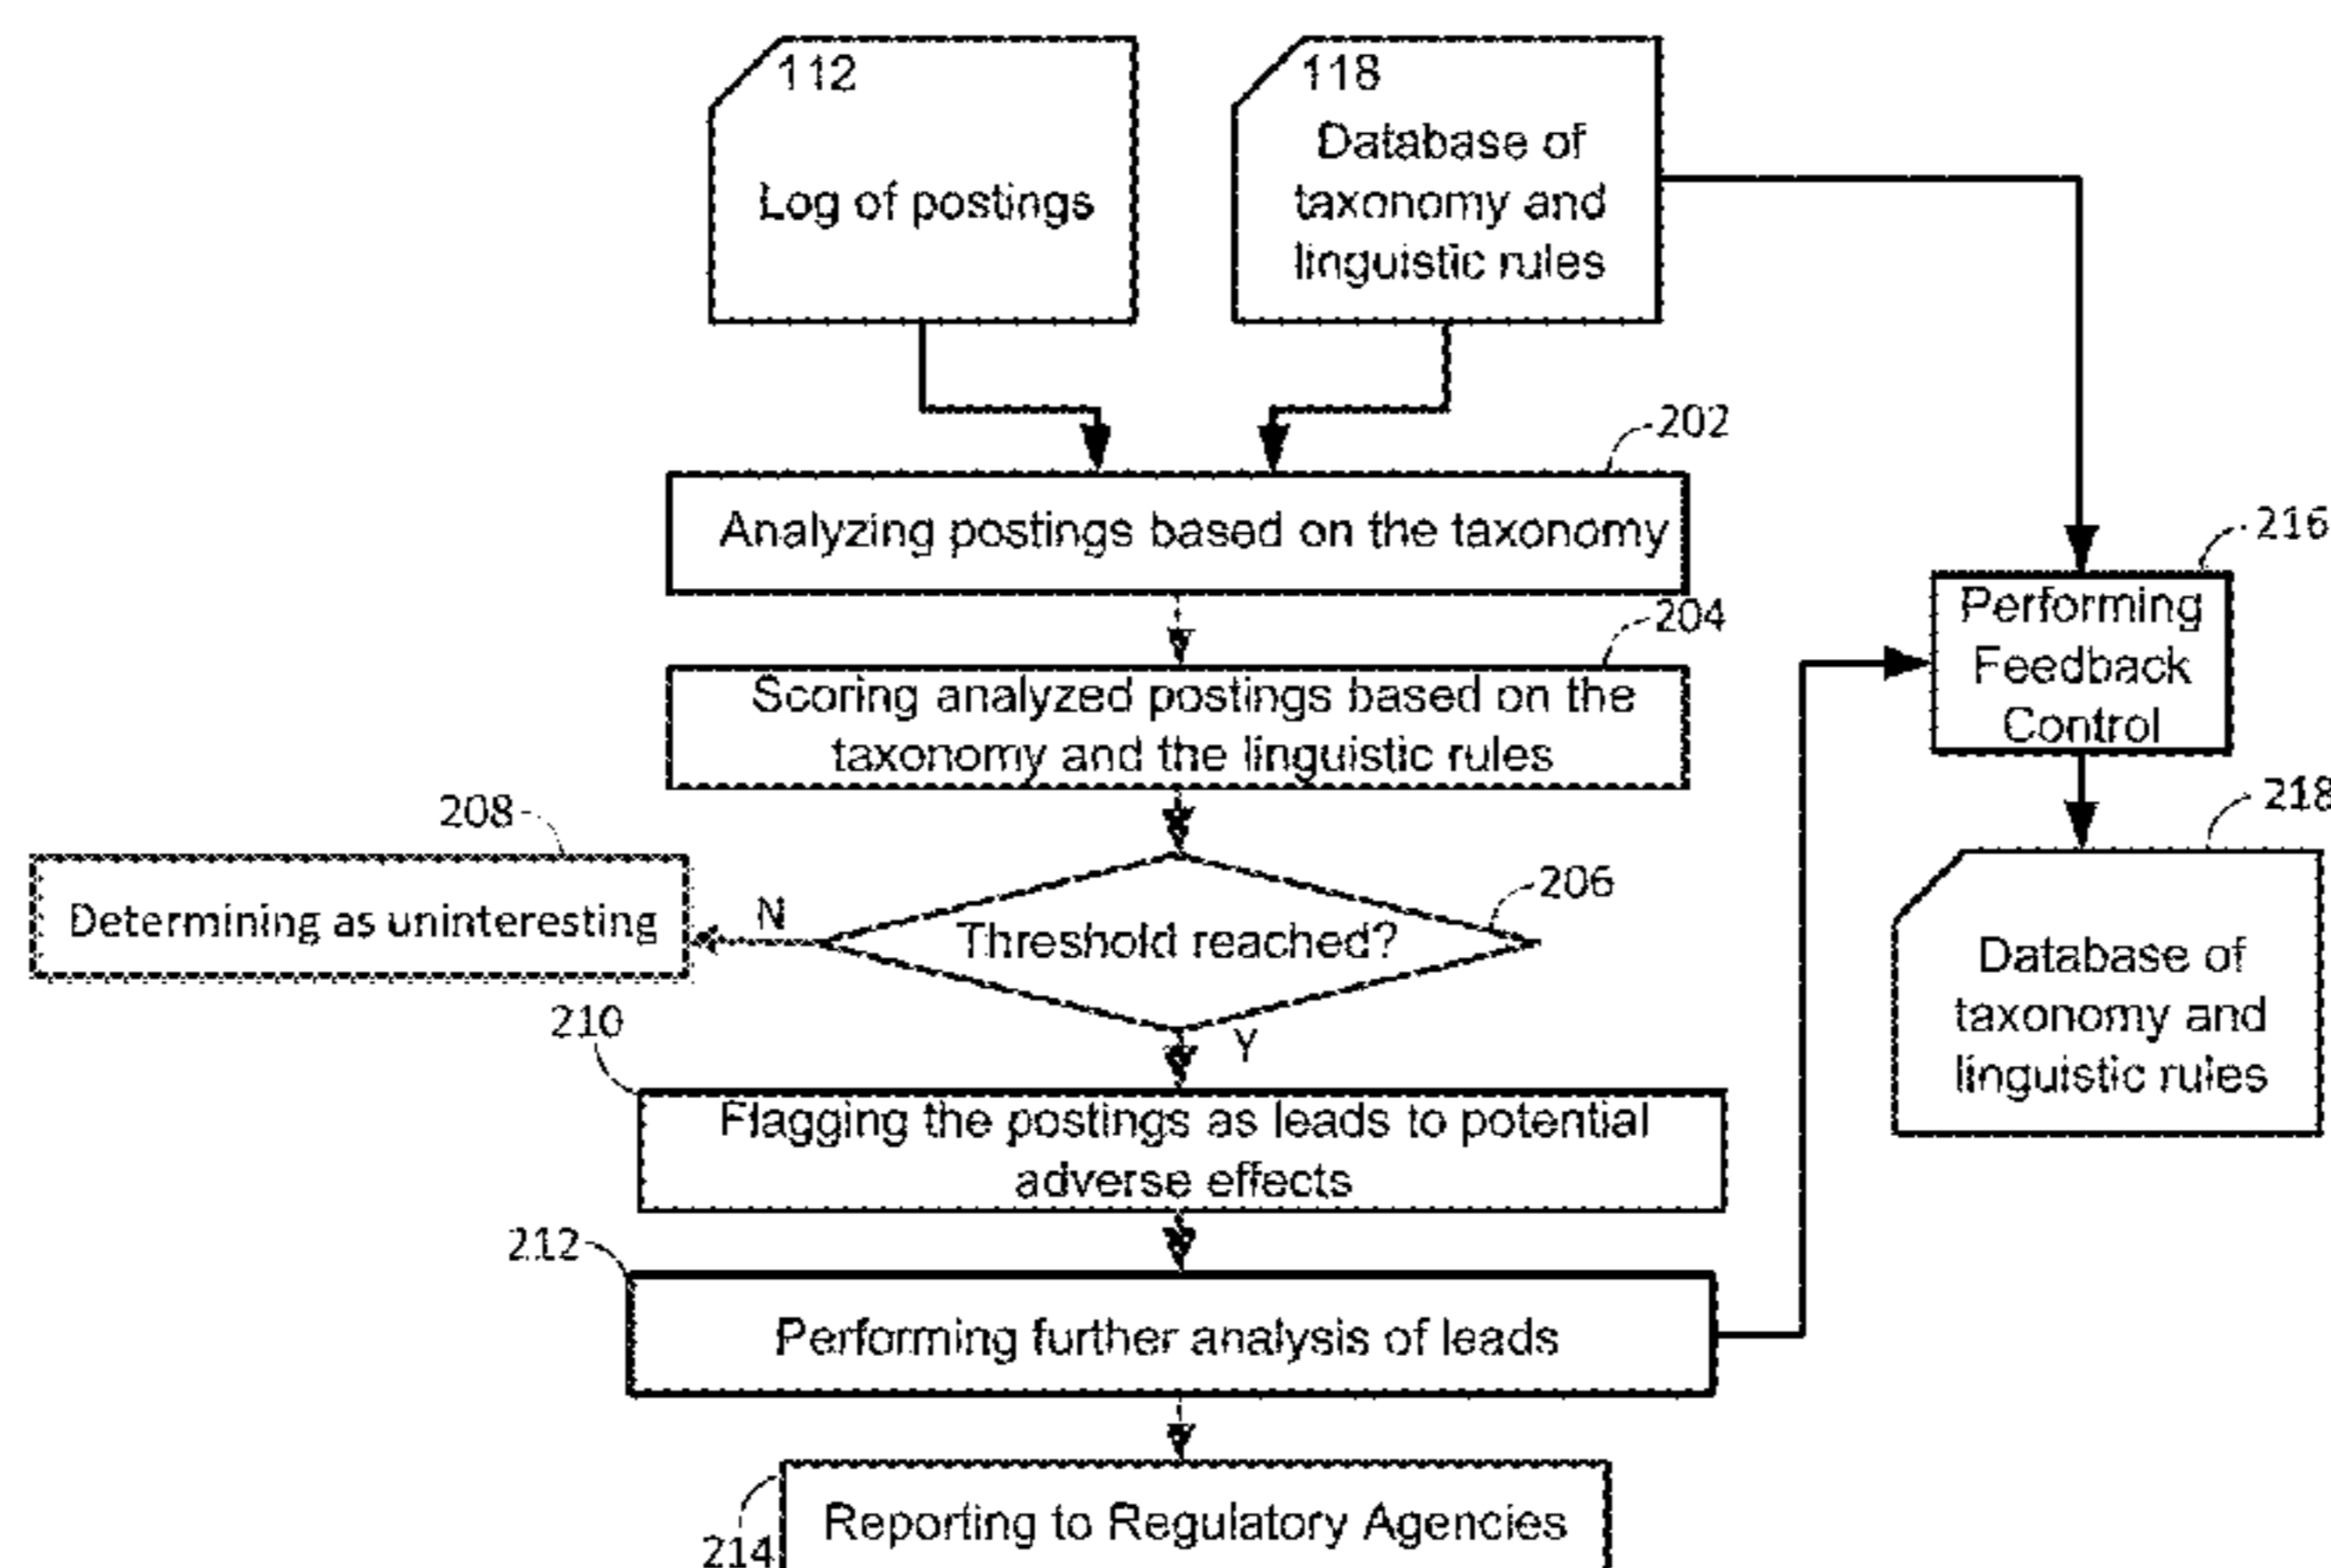 112
Log of postings
118
Database of
taxonomy and
linguistic rules
202
Analyzing postings based on the taxonomy
204
Scoring analyzed postings based on the
taxonomy and the linguistic rules
216
Performing
Feedback
Control
208
Determining as uninteresting
N
206
Threshold reached?
Y
218
Database of
taxonomy and
linguistic rules
210
Flagging the postings as leads to potential
adverse effects
212
Performing further analysis of leads
214
Reporting to Regulatory Agencies